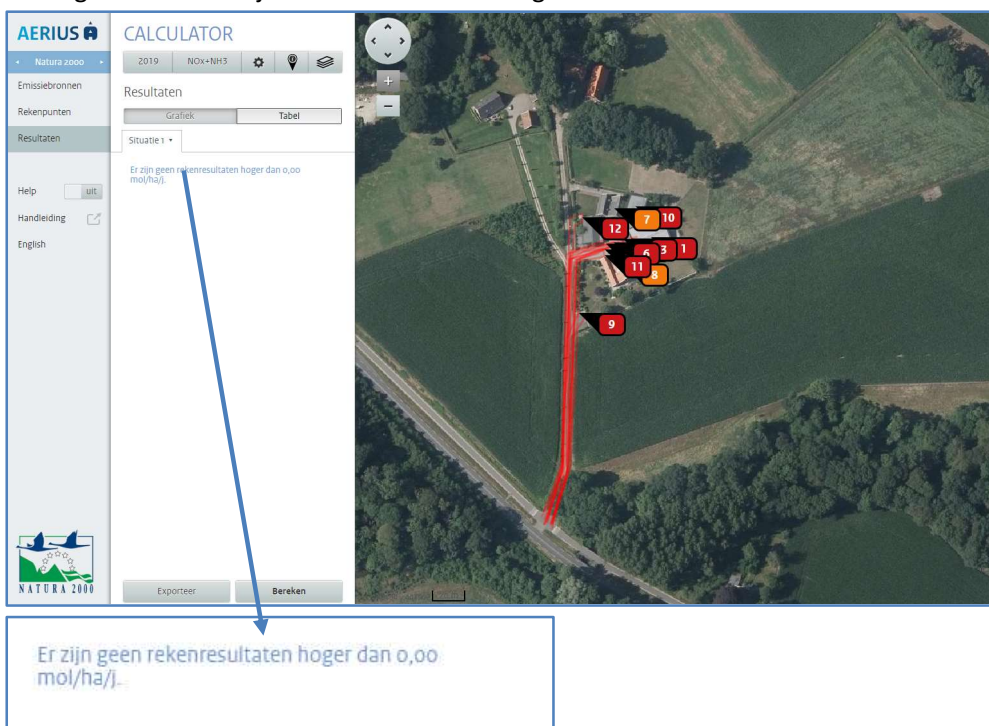 AERIUS
CALCULATOR
Natura 2000
2019
NOx+NH3
Emissiebronnen
Resultaten
Rekenpunten
Grafiek
Tabel
Resultaten
Situatie 1
Er zijn geen rekenresultaten hoger dan 0,00
mol/ha/j.
Help
uit
Handleiding
English
12
7
10
6
3
1
11
8
9
NATURA 2000
Exporteer
Bereken
Er zijn geen rekenresultaten hoger dan 0,00
mol/ha/j.